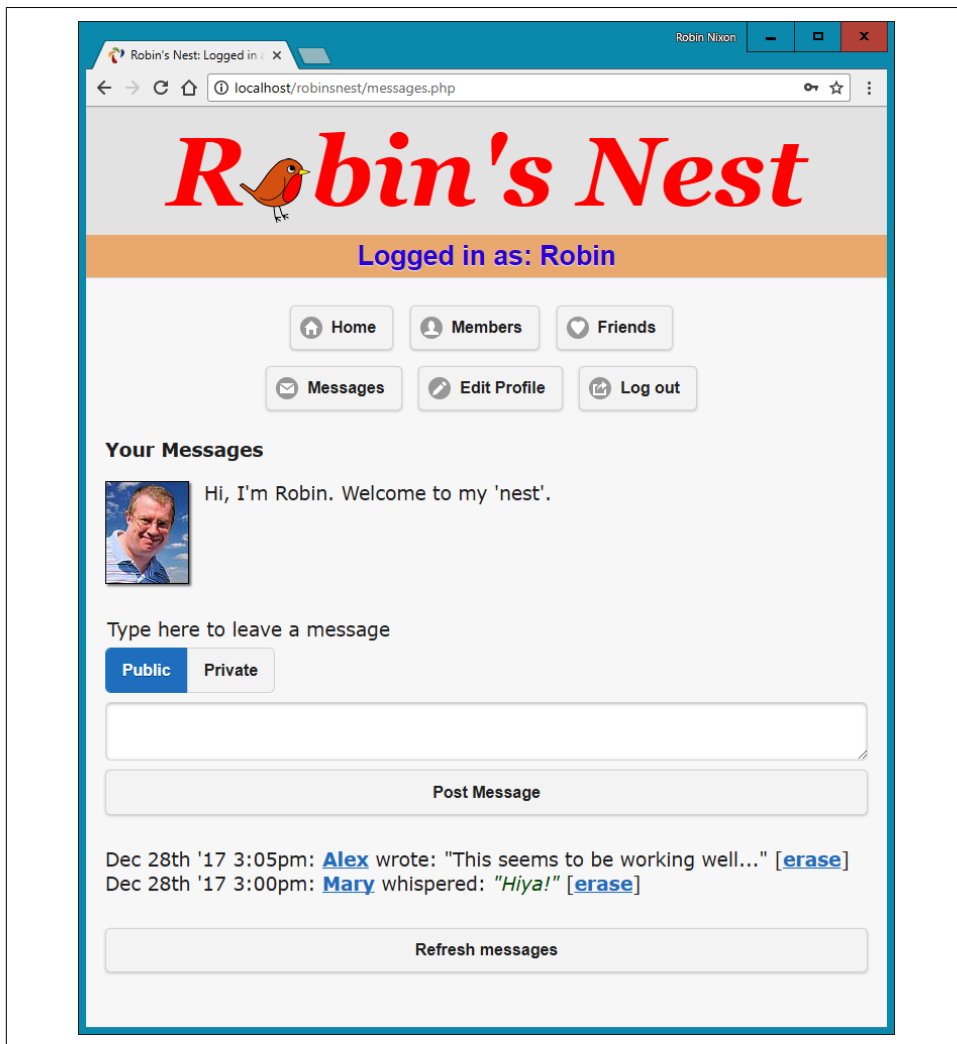 Robin Nixon
Robin's Nest: Logged in
localhost/robinsnest/messages.php
Robin's Nest
Logged in as: Robin
Home Members Friends
Messages Edit Profile Log out
Your Messages
Hi, I'm Robin. Welcome to my 'nest'.
Type here to leave a message
Public Private
Post Message
Dec 28th '17 3:05pm: Alex wrote: "This seems to be working well..." [erase]
Dec 28th '17 3:00pm: Mary whispered: "Hiya!" [erase]
Refresh messages